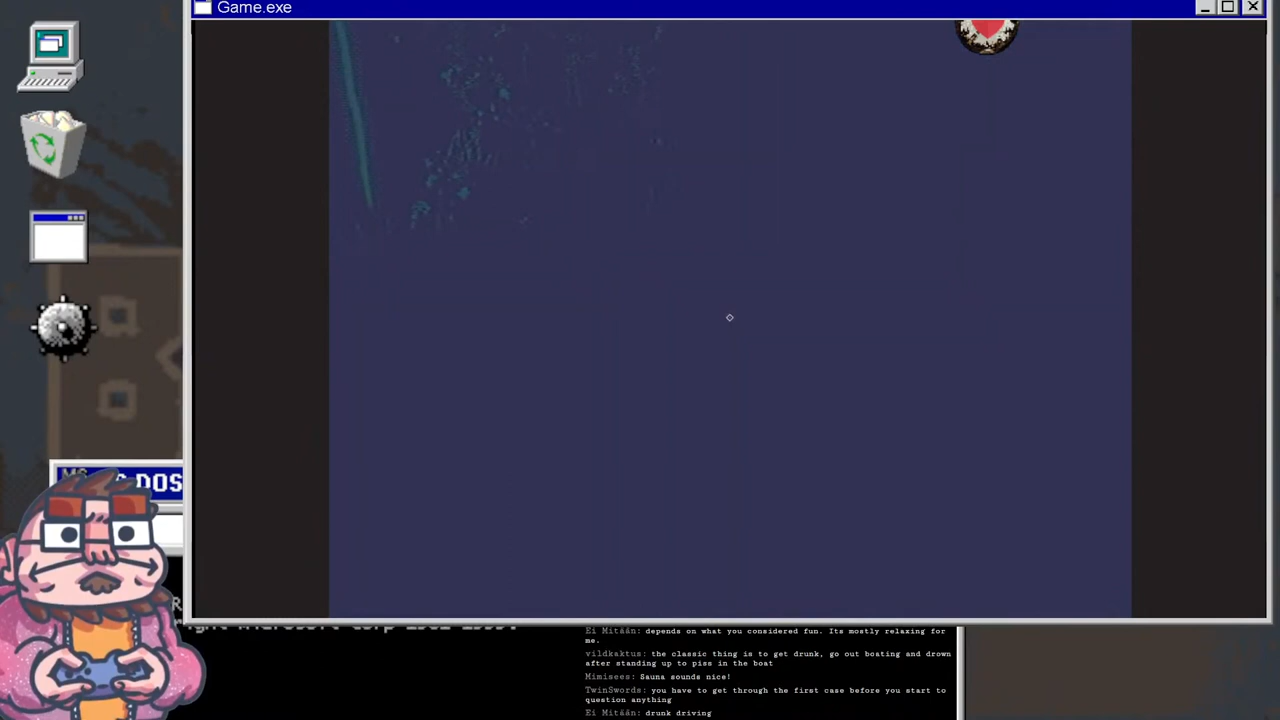 Game.exe
DOS
Ei Mitään: depends on what you considered fun. Its mostly relaxing for
me.
vildkaktus: the classic thing is to get drunk, go out boating and drown
after standing up to piss in the boat
Mimisees: Sauna sounds nice!
TwinSwords: you have to get through the first case before you start to
question anything
Ei Mitään: drunk driving